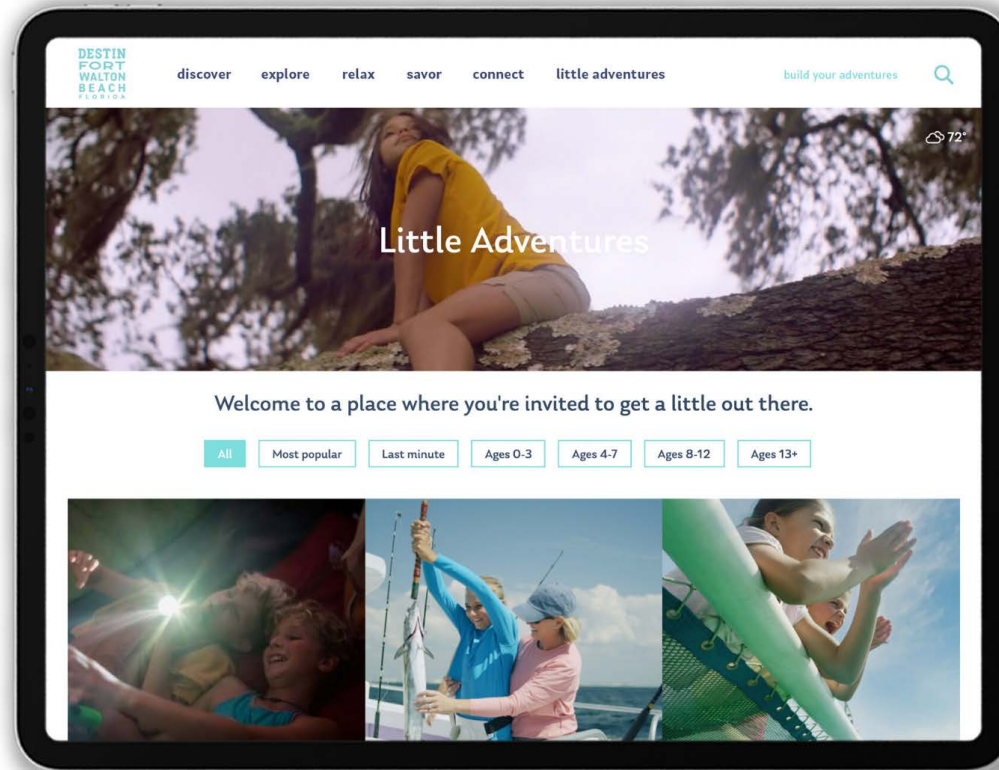 DESTIN
FORT
WALTON
BEACH
FLORIDA
discover explore relax savor connect little adventures build your adventures
72°
Little Adventures
Welcome to a place where you're invited to get a little out there.
All Most popular Last minute Ages 0-3 Ages 4-7 Ages 8-12 Ages 13+